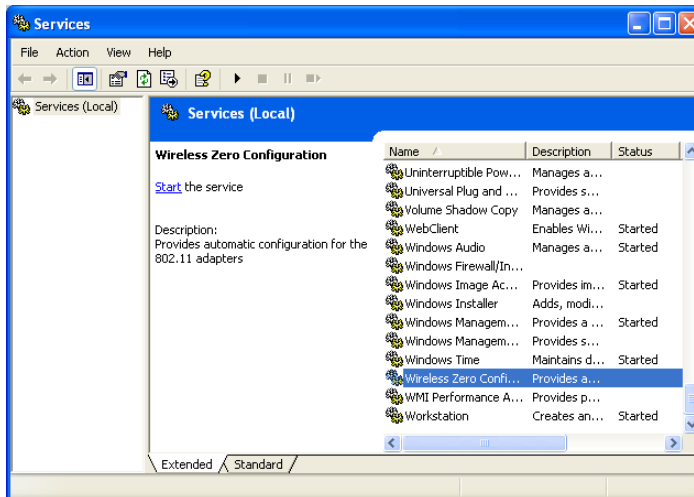 Services
File Action View Help
Services (Local)
Services (Local)
Wireless Zero Configuration
Start the service
Description:
Provides automatic configuration for the
802.11 adapters
Name Description Status
Uninterruptible Pow... Manages a...
Universal Plug and ... Provides s...
Volume Shadow Copy Manages a...
WebClient Enables Wi... Started
Windows Audio Manages a... Started
Windows Firewall/In...
Windows Image Ac... Provides im... Started
Windows Installer Adds, modi...
Windows Managem... Provides a ... Started
Windows Managem... Provides s...
Windows Time Maintains d... Started
Wireless Zero Confi... Provides a...
WMI Performance A... Provides p...
Workstation Creates an... Started
Extended Standard